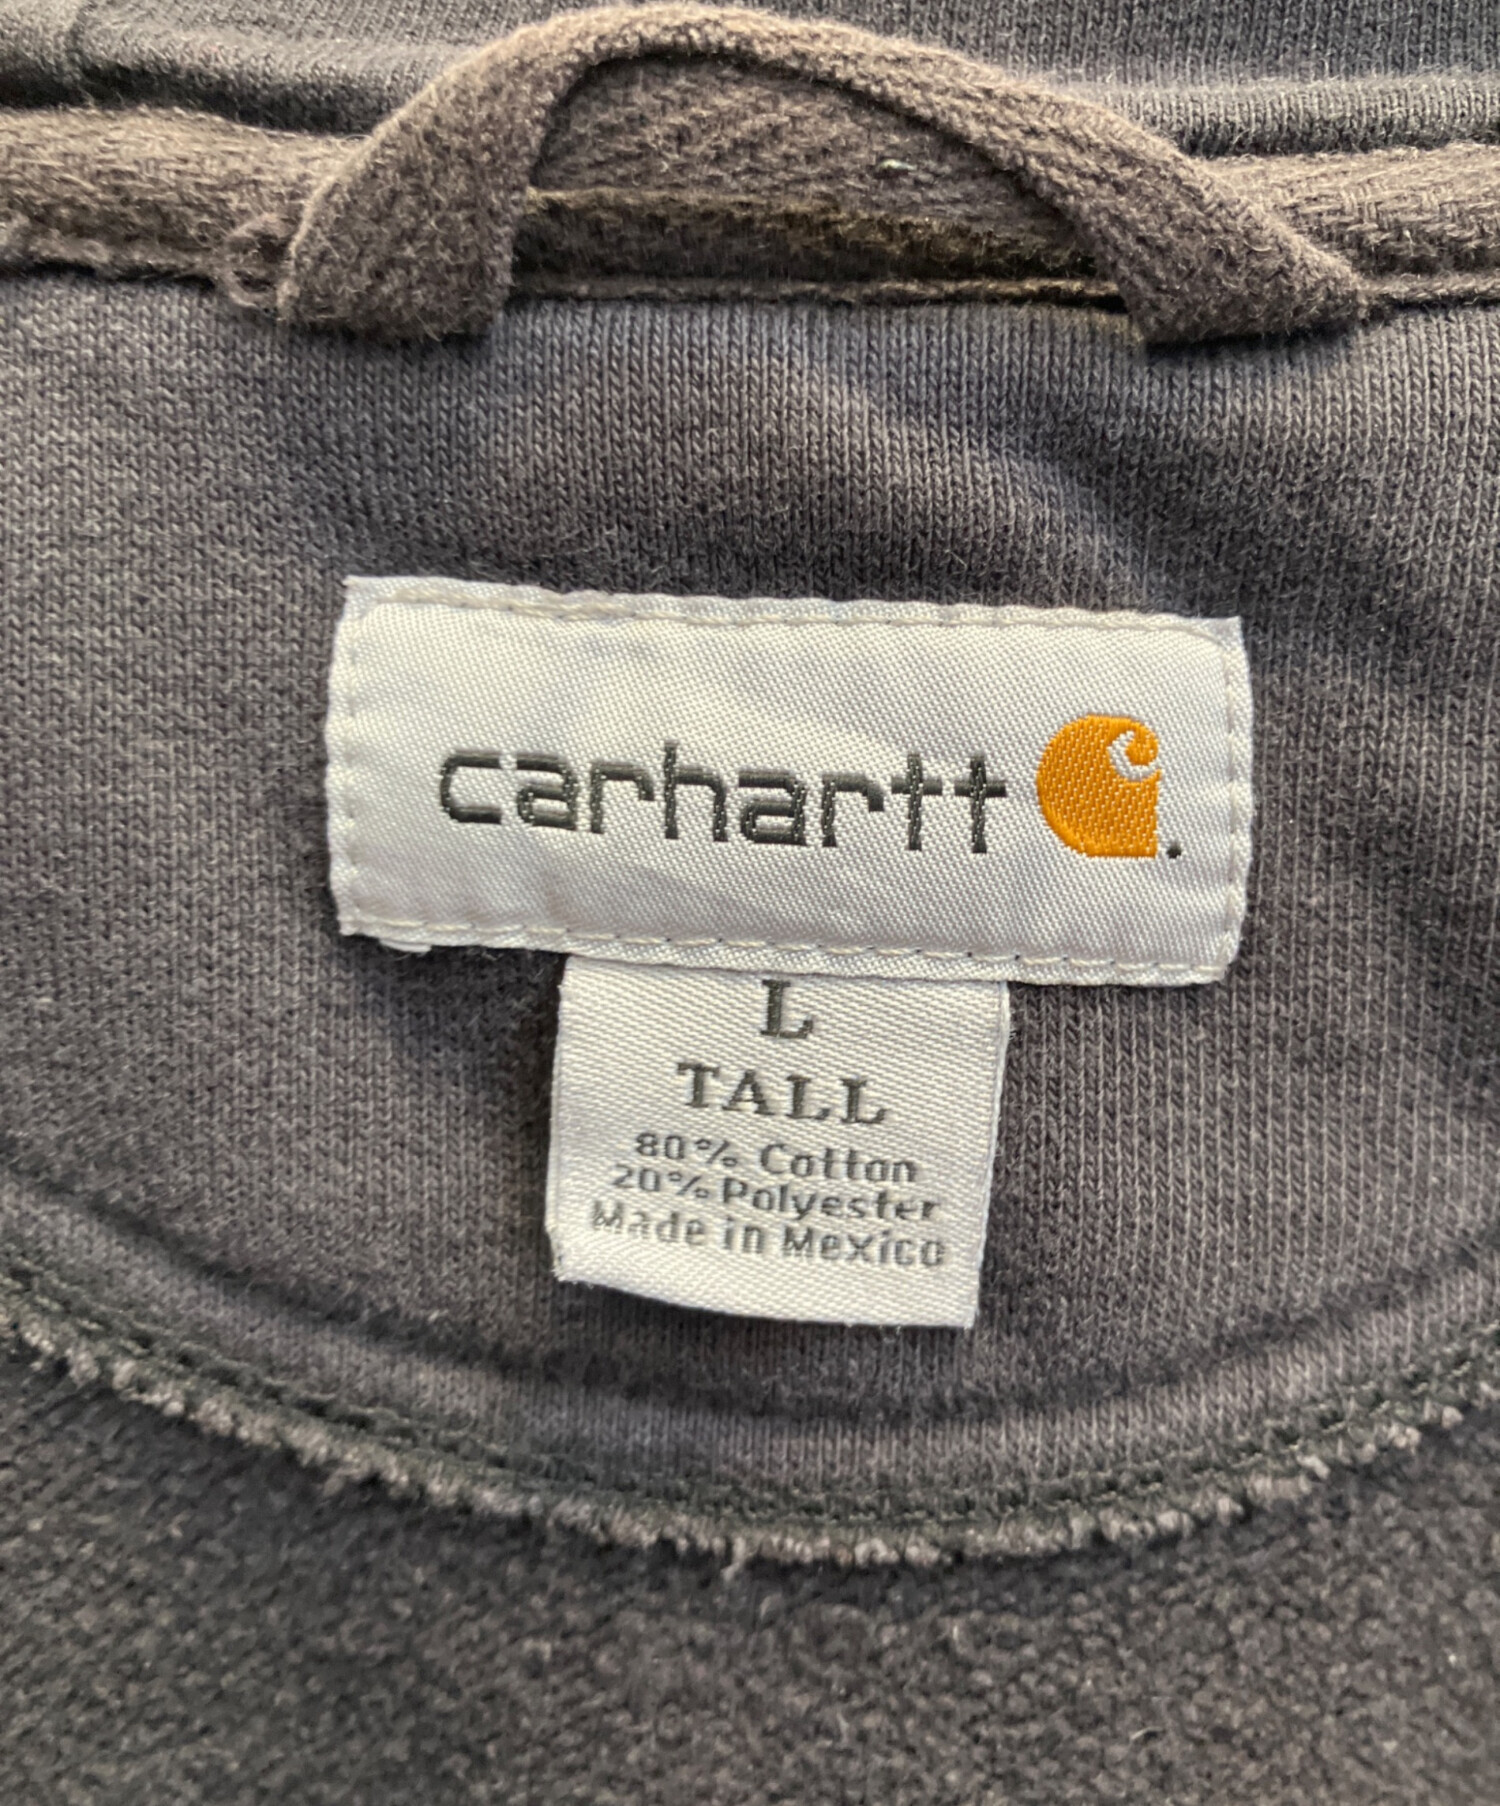 carhartt
L
TALL
80% Cotton
20% Polyester
Made in Mexico